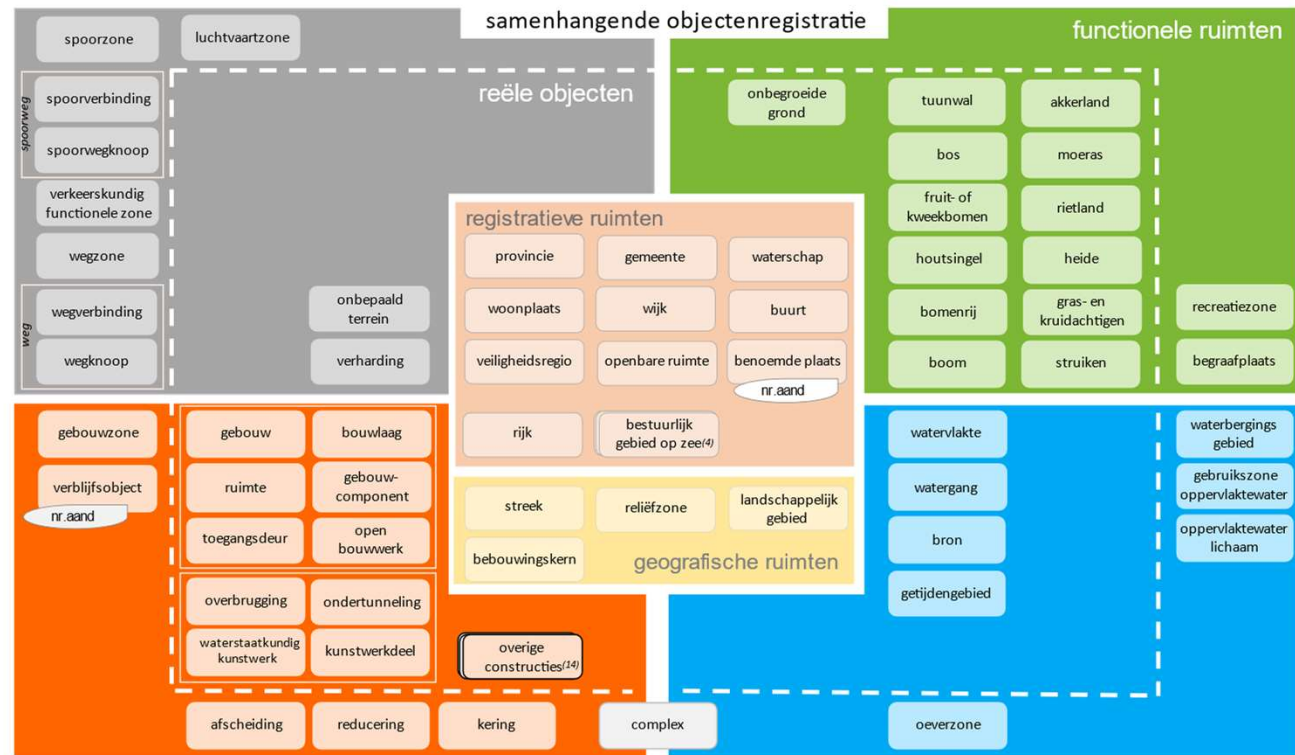 samenhangende objectenregistratie
spoorzone
luchtvaartzone
functionele ruimten
reële objecten
spoorweg
spoorverbinding
spoorwegknoop
verkeerskundig
functionele zone
wegzone
weg
wegverbinding
wegknoop
onbepaald
terrein
verharding
onbegroeide
grond
tuunwal
akkerland
bos
moeras
fruit- of
kweekbomen
rietland
houtsingel
heide
bomenrij
gras- en
kruidachtigen
boom
struiken
recreatiezone
begraafplaats
registratieve ruimten
provincie
gemeente
waterschap
woonplaats
wijk
buurt
veiligheidsregio
openbare ruimte
benoemde plaats
nr.aand
rijk
bestuurlijk
gebied op zee(4)
streek
reliëfzone
landschappelijk
gebied
bebouwingskern
geografische ruimten
gebouwzone
verblijfsobject
nr.aand
gebouw
bouwlaag
ruimte
gebouw-
component
toegangsdeur
open
bouwwerk
overbrugging
ondertunneling
waterstaatkundig
kunstwerk
kunstwerkdeel
overige
constructies(14)
afscheiding
reducering
kering
complex
watervlakte
watergang
bron
getijdengebied
waterbergings
gebied
gebruikszone
oppervlaktewater
oppervlaktewater
lichaam
oeverzone